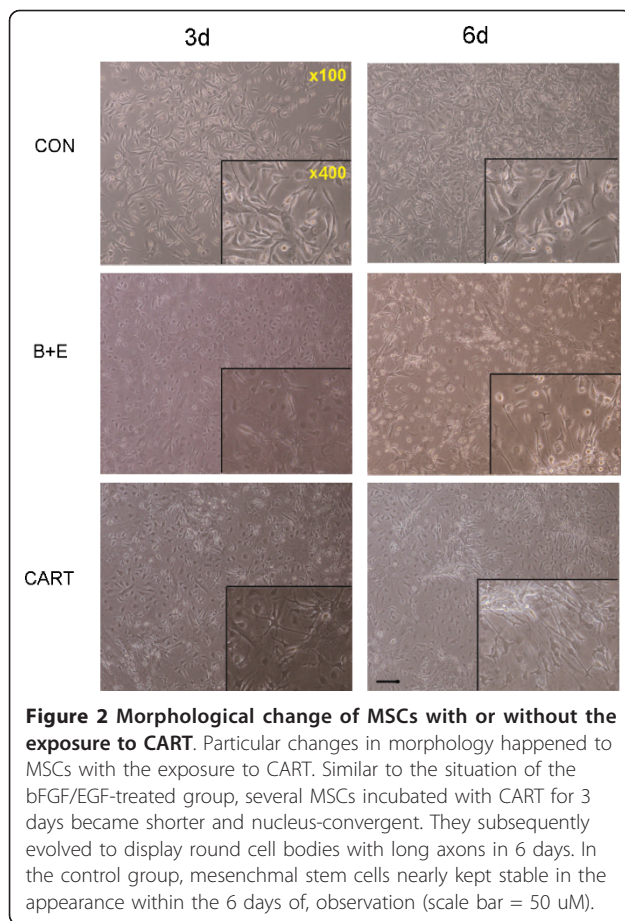 3d 6d
CON
x100
x400
B+E
CART
Figure 2 Morphological change of MSCs with or without the
exposure to CART. Particular changes in morphology happened to
MSCs with the exposure to CART. Similar to the situation of the
bFGF/EGF-treated group, several MSCs incubated with CART for 3
days became shorter and nucleus-convergent. They subsequently
evolved to display round cell bodies with long axons in 6 days. In
the control group, mesenchmal stem cells nearly kept stable in the
appearance within the 6 days of, observation (scale bar = 50 uM).